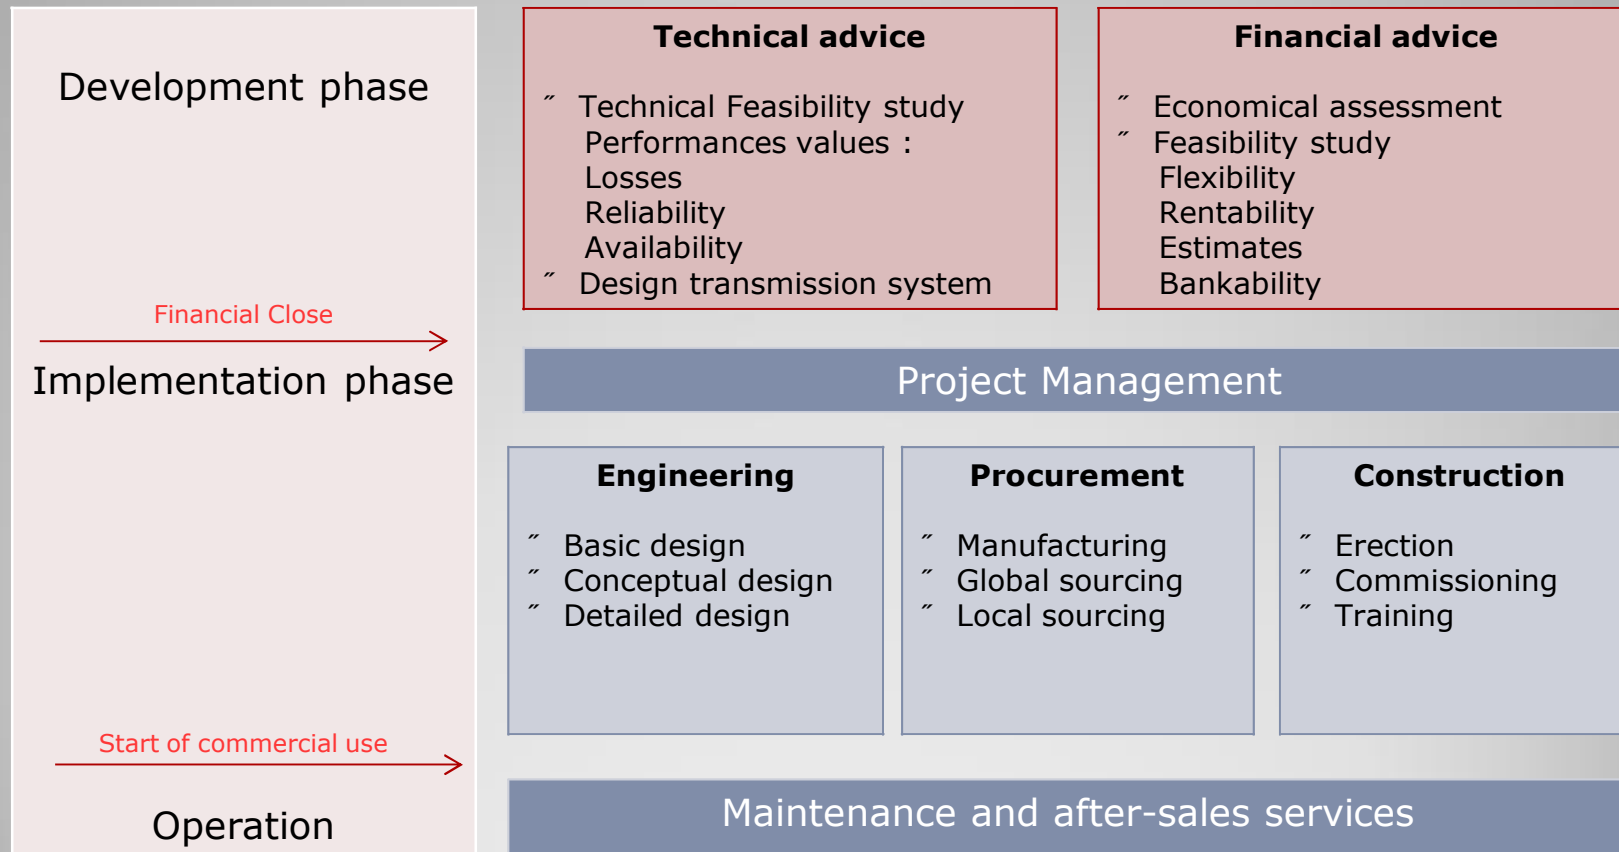 Development phase
Technical advice
˝ Technical Feasibility study
Performances values :
Losses
Reliability
Availability
˝ Design transmission system
Financial advice
˝ Economical assessment
˝ Feasibility study
Flexibility
Rentability
Estimates
Bankability
Financial Close
Implementation phase
Project Management
Engineering
˝ Basic design
˝ Conceptual design
˝ Detailed design
Procurement
˝ Manufacturing
˝ Global sourcing
˝ Local sourcing
Construction
˝ Erection
˝ Commissioning
˝ Training
Start of commercial use
Operation
Maintenance and after-sales services